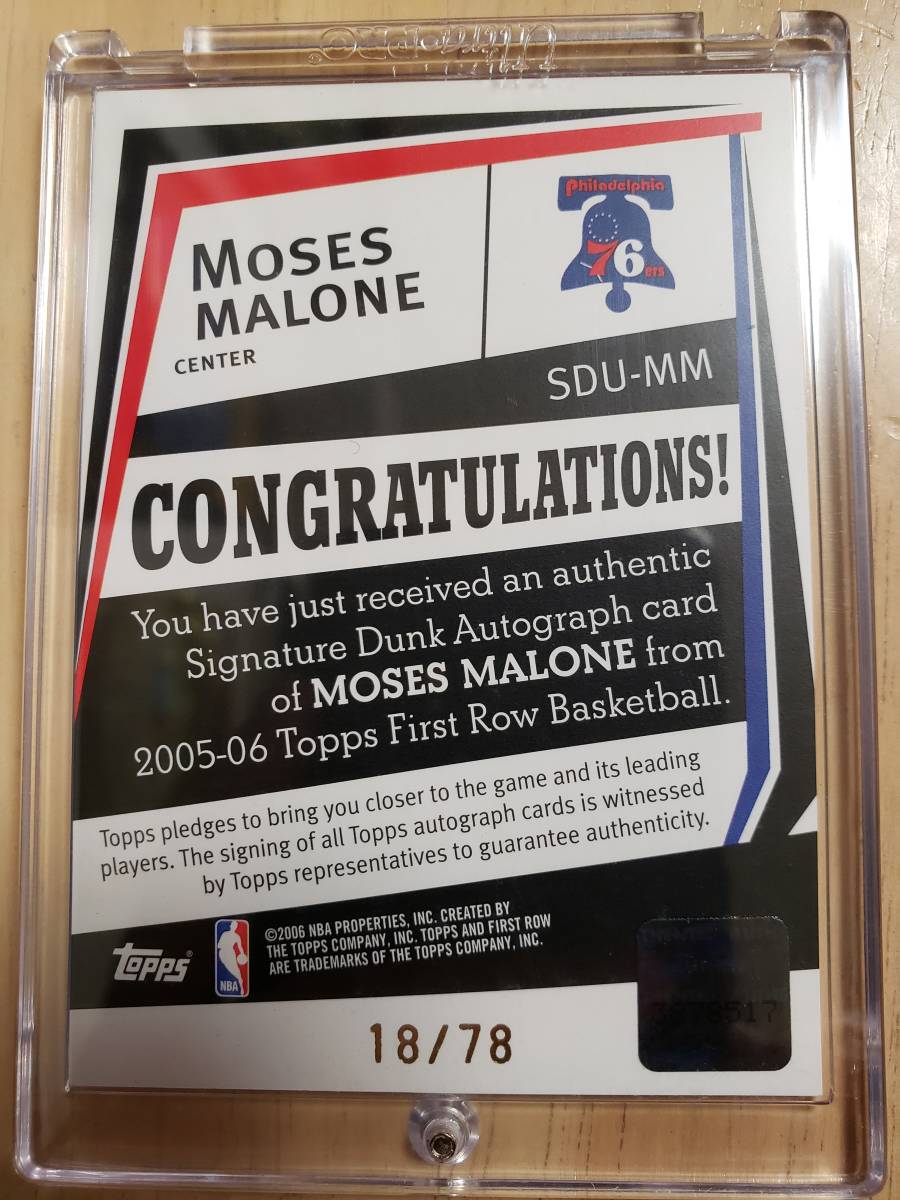 Ultra PRO®
MOSES
MALONE
CENTER
Philadelphia
76ers
SDU-MM
CONGRATULATIONS!
You have just received an authentic
Signature Dunk Autograph card
of MOSES MALONE from
2005-06 Topps First Row Basketball.
Topps pledges to bring you closer to the game and its leading
players. The signing of all Topps autograph cards is witnessed
by Topps representatives to guarantee authenticity.
Topps®
NBA
©2006 NBA PROPERTIES, INC. CREATED BY
THE TOPPS COMPANY, INC. TOPPS AND FIRST ROW
ARE TRADEMARKS OF THE TOPPS COMPANY, INC.
18/78